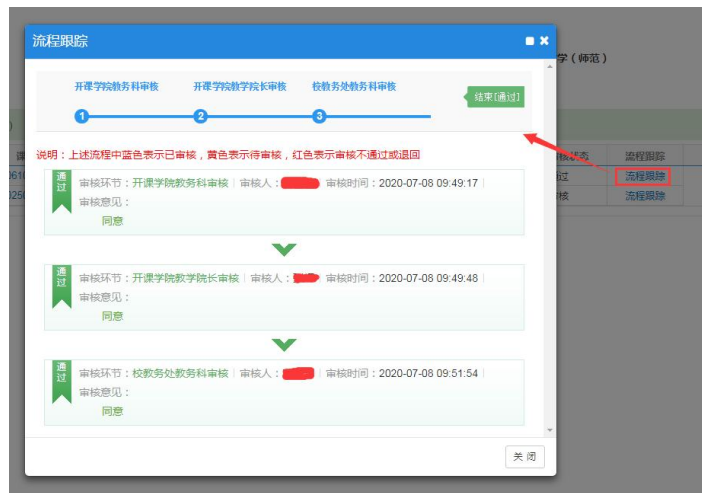 流程跟踪
学（师范）
开课学院教务科审核
开课学院教学院长审核
校教务处教务科审核
结束[通过]
1
2
3
说明：上述流程中蓝色表示已审核，黄色表示待审核，红色表示审核不通过或退回
课
审核状态
流程跟踪
过
流程跟踪
核
流程跟踪
通过
审核环节：开课学院教务科审核 审核人： 审核时间：2020-07-08 09:49:17
审核意见：
同意
通过
审核环节：开课学院教学院长审核 审核人： 审核时间：2020-07-08 09:49:48
审核意见：
同意
通过
审核环节：校教务处教务科审核 审核人： 审核时间：2020-07-08 09:51:54
审核意见：
同意
关 闭